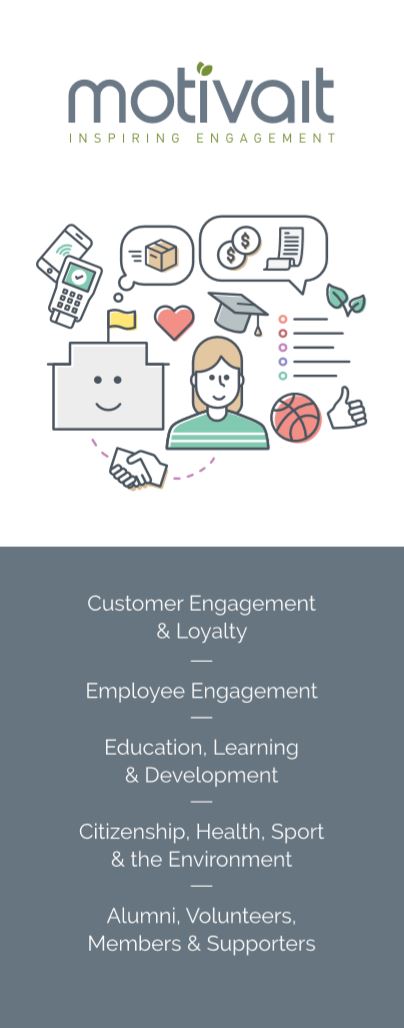 motivait
INSPIRING ENGAGEMENT
$
$
Customer Engagement
& Loyalty
Employee Engagement
Education, Learning
& Development
Citizenship, Health, Sport
& the Environment
Alumni, Volunteers,
Members & Supporters